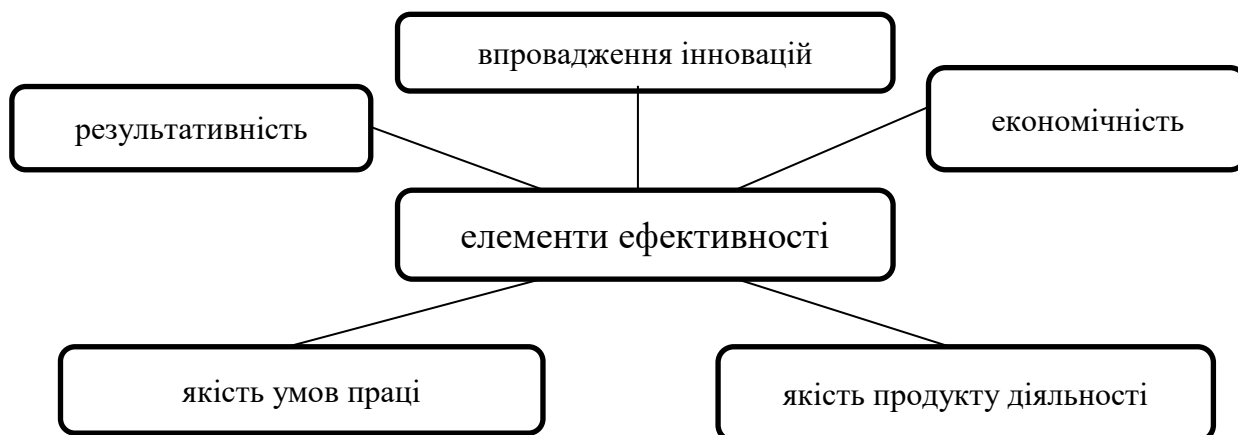 впровадження інновацій
результативність
економічність
елементи ефективності
якість умов праці
якість продукту діяльності